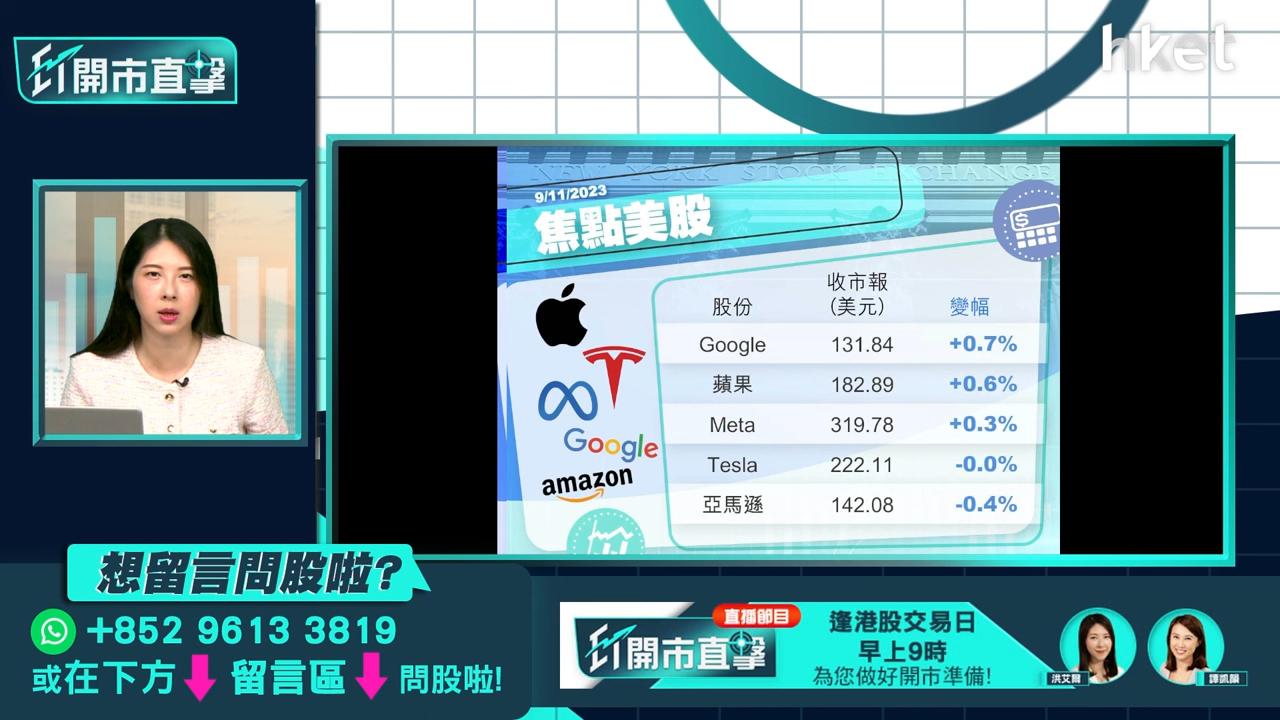 hket
ET開市直擊
NEW YORK STOCK EXCHANGE
9/11/2023
焦點美股
收市報
股份 (美元) 變幅
Google 131.84 +0.7%
蘋果 182.89 +0.6%
Meta 319.78 +0.3%
Tesla 222.11 -0.0%
亞馬遜 142.08 -0.4%
Google
amazon
想留言問股啦?
+852 9613 3819
或在下方 留言區 問股啦!
直播節目
ET開市直擊
逢港股交易日
早上9時
為您做好開市準備!
洪艾爾
譚凱韻